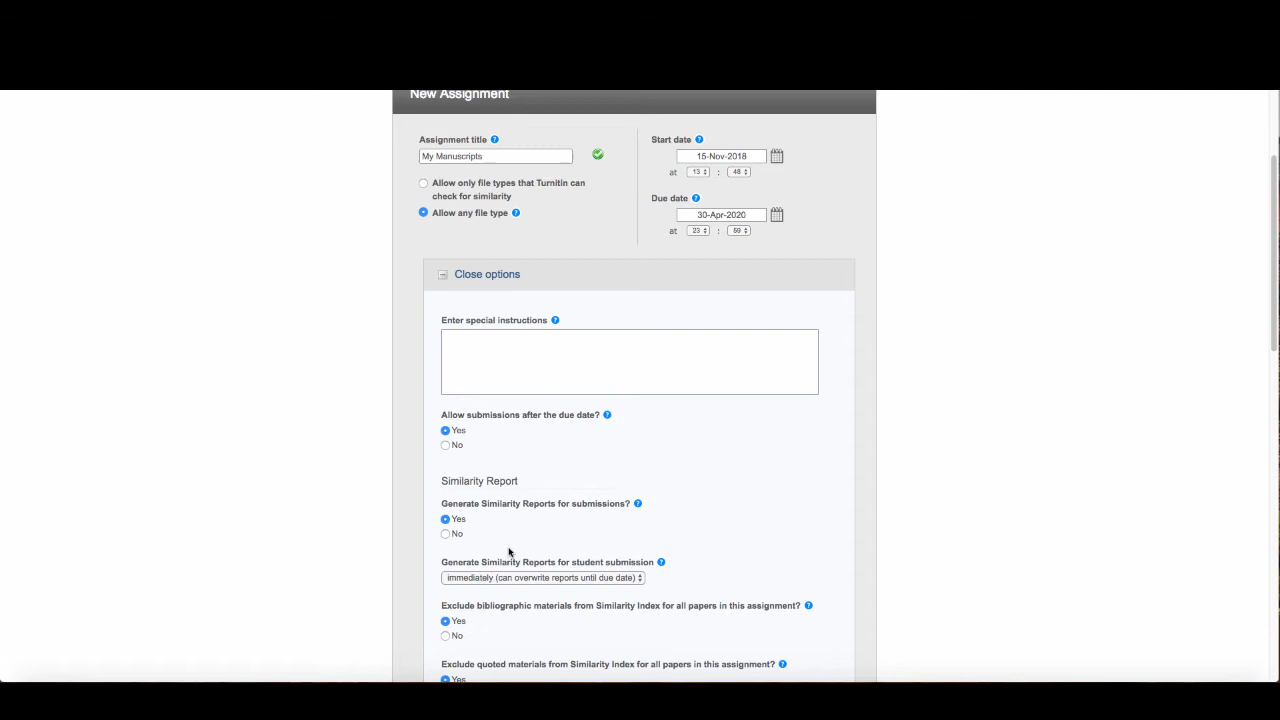 New Assignment
Assignment title ?
My Manuscripts
Allow only file types that Turnitin can
check for similarity
Allow any file type ?
Start date ?
15-Nov-2018
at 13 : 48
Due date ?
30-Apr-2020
at 23 : 59
Close options
Enter special instructions ?
Allow submissions after the due date? ?
Yes
No
Similarity Report
Generate Similarity Reports for submissions? ?
Yes
No
Generate Similarity Reports for student submission ?
immediately (can overwrite reports until due date)
Exclude bibliographic materials from Similarity Index for all papers in this assignment? ?
Yes
No
Exclude quoted materials from Similarity Index for all papers in this assignment? ?
Yes